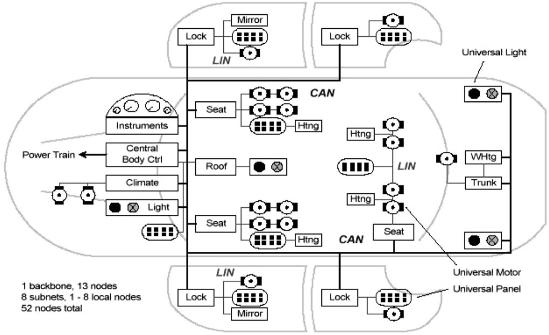 Mirror
Lock
LIN
Lock
Universal Light
CAN
Seat
Htng
Instruments
Power Train
Central
Body Ctrl
Roof
Climate
Light
Htng
LIN
WHtg
Trunk
Htng
Seat
Htng
Seat
CAN
LIN
Lock
Mirror
Lock
Universal Motor
Universal Panel
1 backbone, 13 nodes
8 subnets, 1 - 8 local nodes
52 nodes total